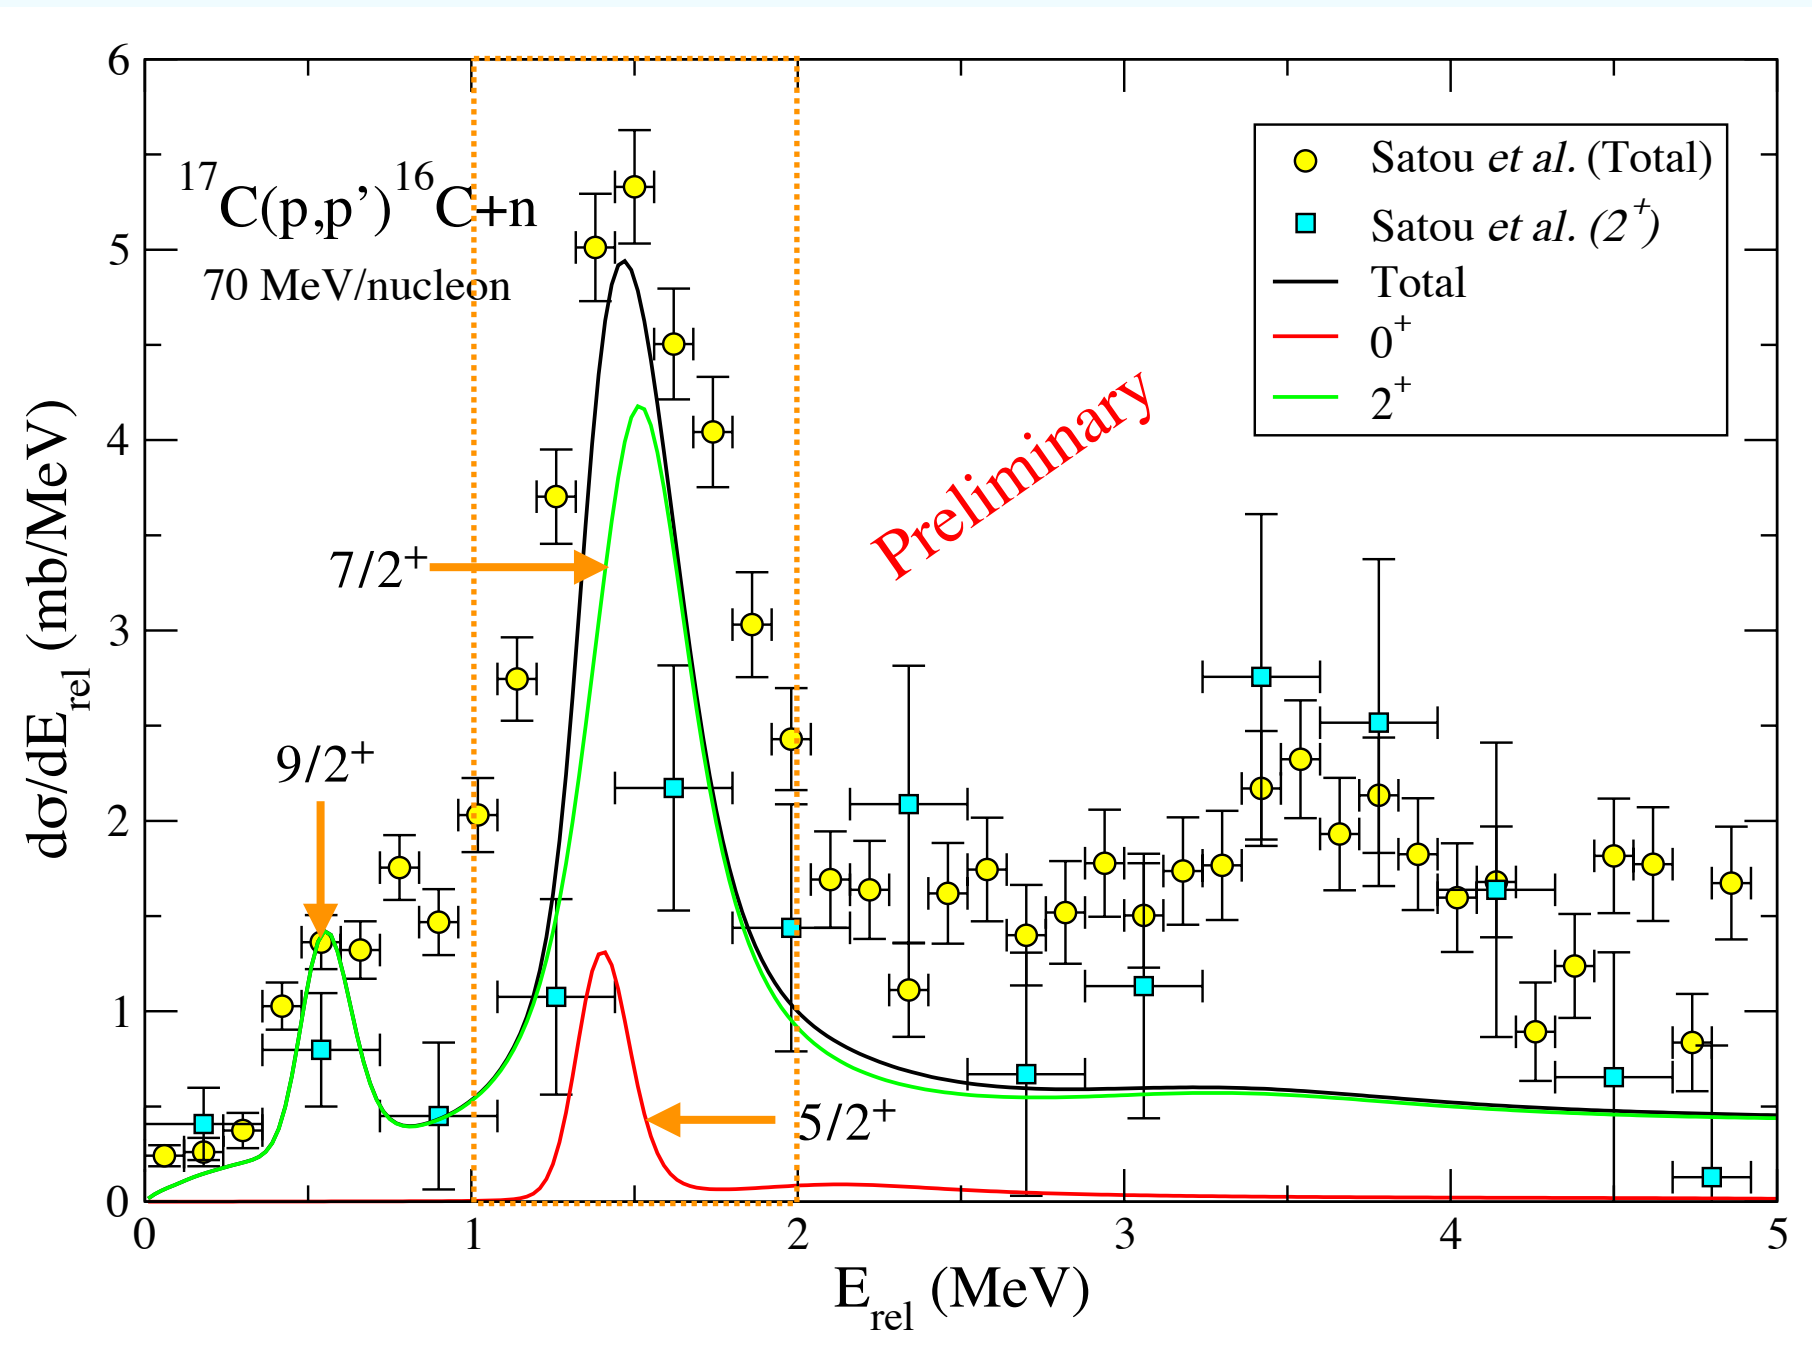 6
5
4
3
2
1
0
0 1 2 3 4 5
dσ/dE_rel (mb/MeV)
E_rel (MeV)
¹⁷C(p,p’)¹⁶C+n
70 MeV/nucleon
Satou et al. (Total)
Satou et al. (2⁺)
Total
0⁺
2⁺
Preliminary
7/2⁺
9/2⁺
5/2⁺